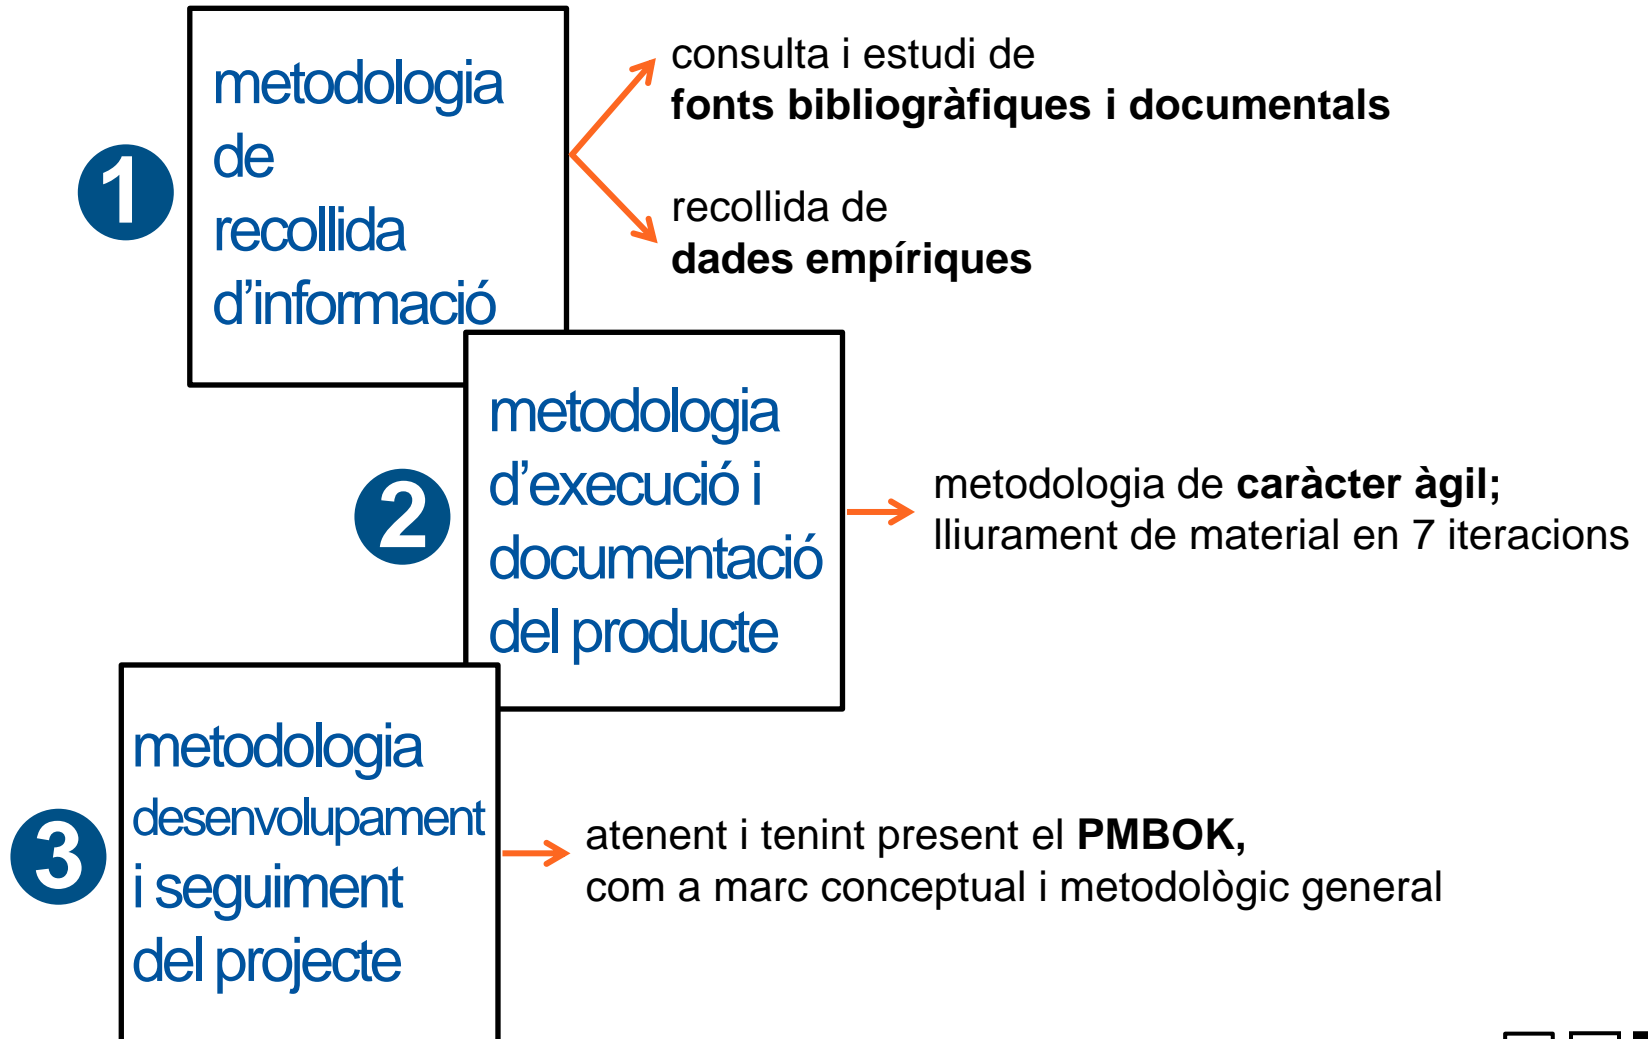 1
metodologia
de
recollida
d’informació
consulta i estudi de
fonts bibliogràfiques i documentals
recollida de
dades empíriques
2
metodologia
d’execució i
documentació
del producte
metodologia de caràcter àgil;
lliurament de material en 7 iteracions
3
metodologia
desenvolupament
i seguiment
del projecte
atenent i tenint present el PMBOK,
com a marc conceptual i metodològic general